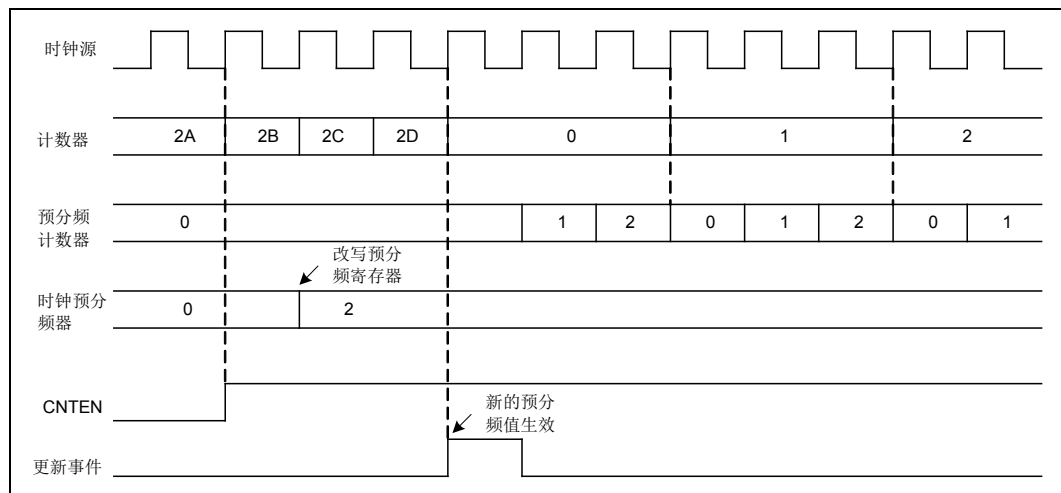 时钟源
计数器 2A 2B 2C 2D 0 1 2
预分频
计数器
0 1 2 0 1 2 0 1
改写预分
频寄存器
时钟预分
频器
0 2
CNTEN
新的预分
频值生效
更新事件